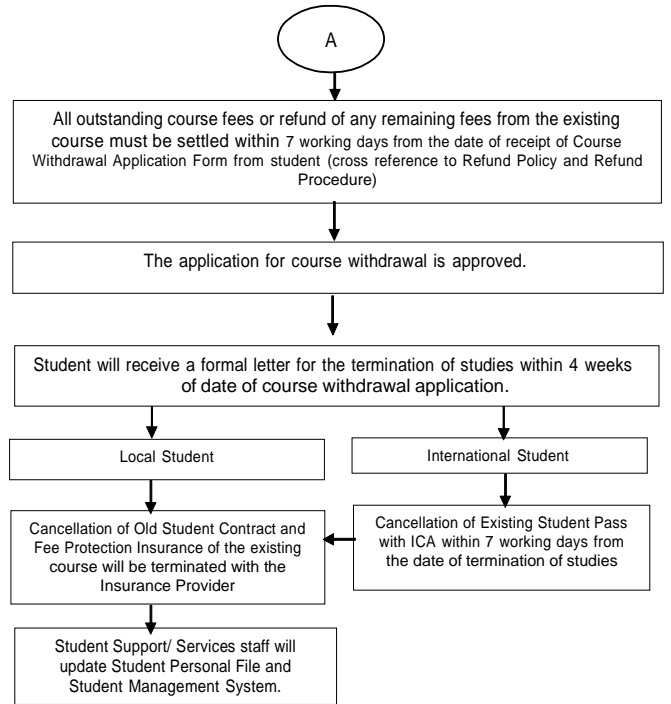 A
All outstanding course fees or refund of any remaining fees from the existing
course must be settled within 7 working days from the date of receipt of Course
Withdrawal Application Form from student (cross reference to Refund Policy and Refund
Procedure)
The application for course withdrawal is approved.
Student will receive a formal letter for the termination of studies within 4 weeks
of date of course withdrawal application.
Local Student
International Student
Cancellation of Old Student Contract and
Fee Protection Insurance of the existing
course will be terminated with the
Insurance Provider
Cancellation of Existing Student Pass
with ICA within 7 working days from
the date of termination of studies
Student Support/ Services staff will
update Student Personal File and
Student Management System.